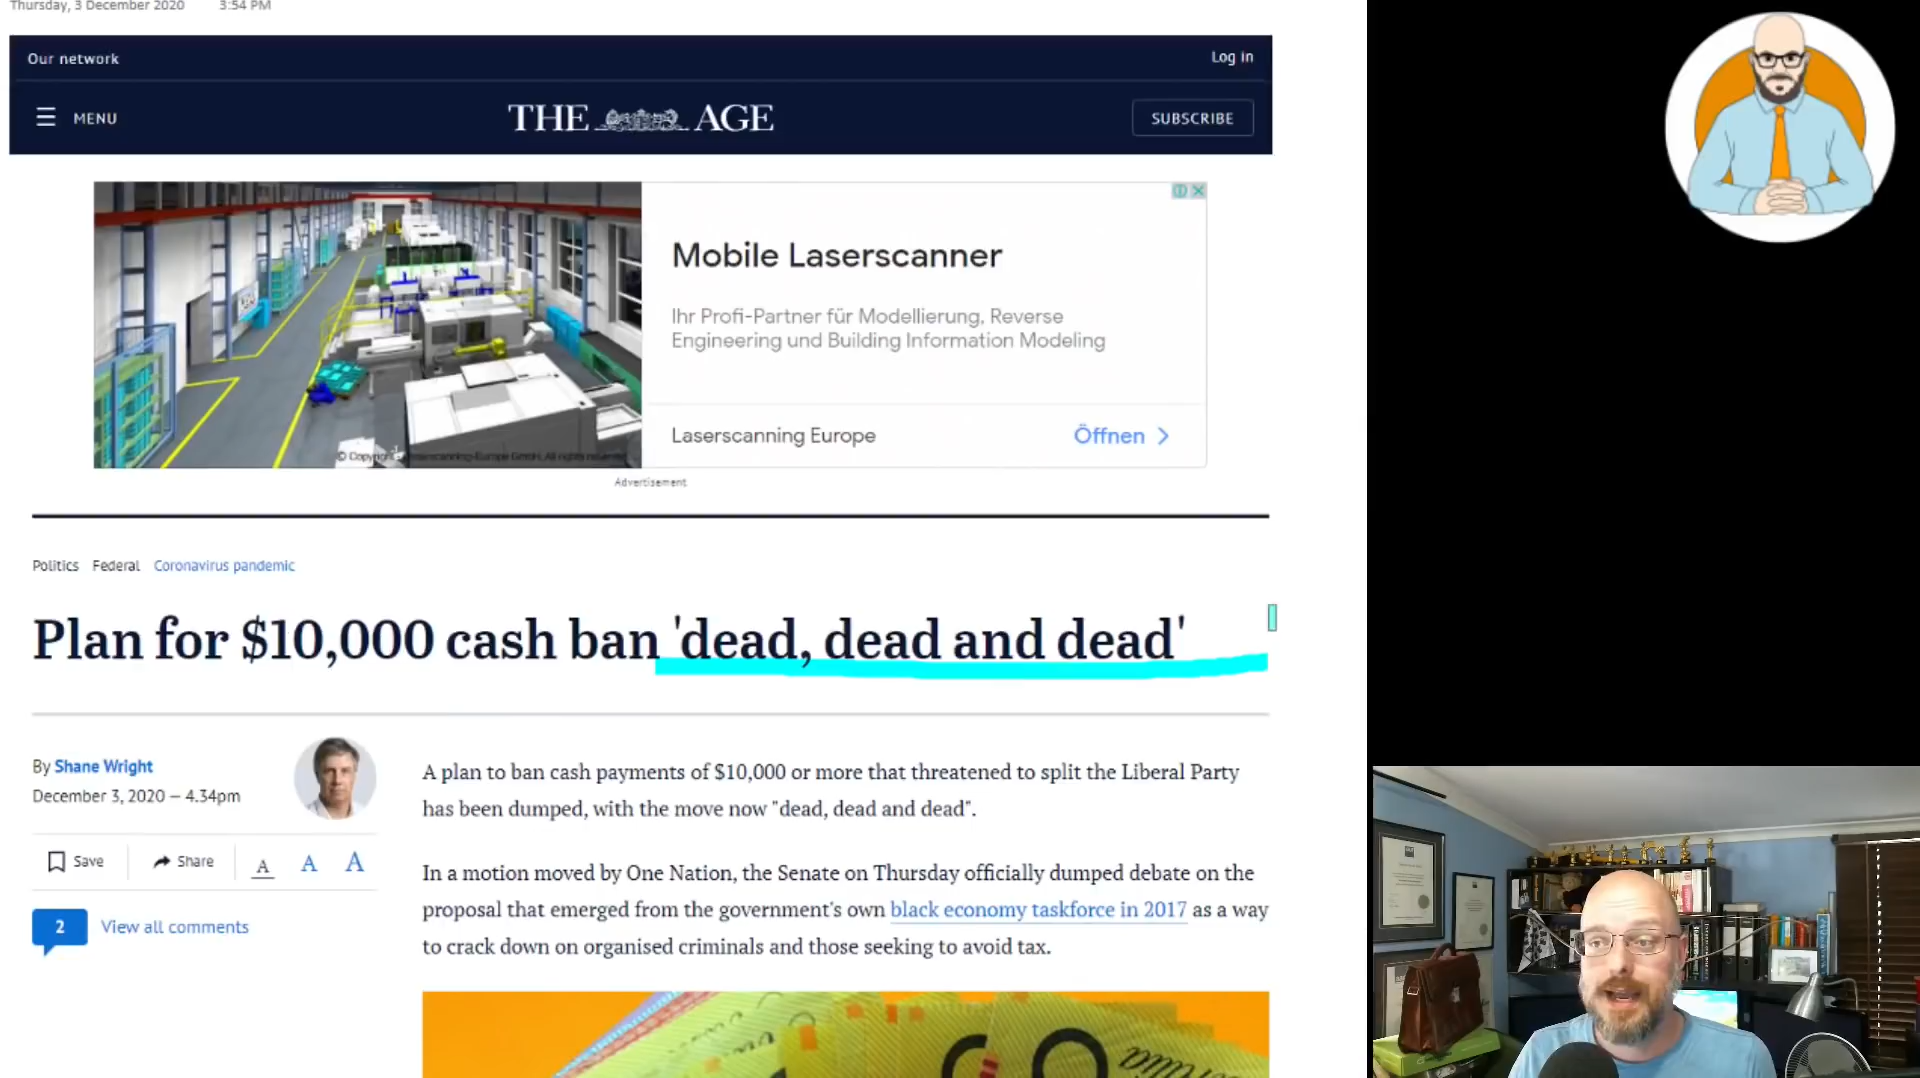 Thursday, 3 December 2020 3:54 PM
Our network
Log in
MENU
THE AGE
SUBSCRIBE
Mobile Laserscanner
Ihr Profi-Partner für Modellierung, Reverse
Engineering und Building Information Modeling
Laserscanning Europe
Öffnen
Advertisement
Politics Federal Coronavirus pandemic
Plan for $10,000 cash ban 'dead, dead and dead'
By Shane Wright
December 3, 2020 — 4.34pm
Save
Share
A A A
2
View all comments
A plan to ban cash payments of $10,000 or more that threatened to split the Liberal Party
has been dumped, with the move now "dead, dead and dead".
In a motion moved by One Nation, the Senate on Thursday officially dumped debate on the
proposal that emerged from the government's own black economy taskforce in 2017 as a way
to crack down on organised criminals and those seeking to avoid tax.